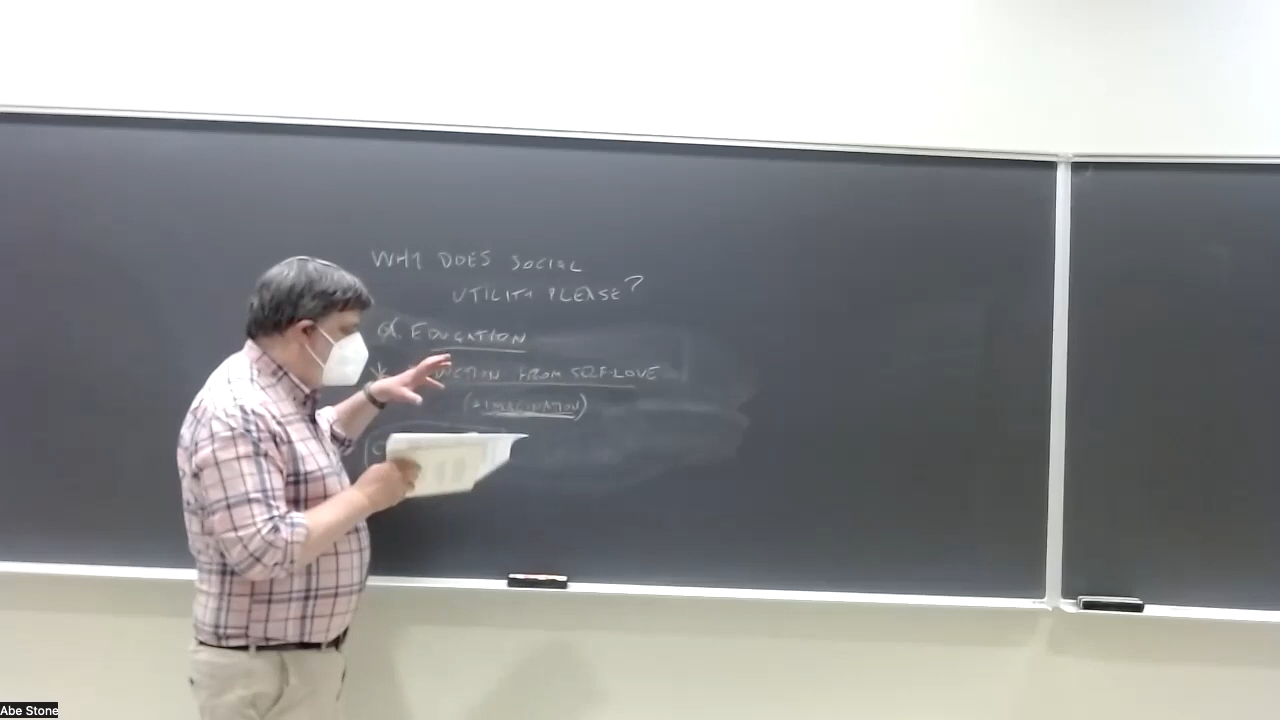 WHY DOES SOCIAL
UTILITY PLEASE?
EDUCATION
FROM SELF-LOVE
(+IMAGINATION)
Abe Stone